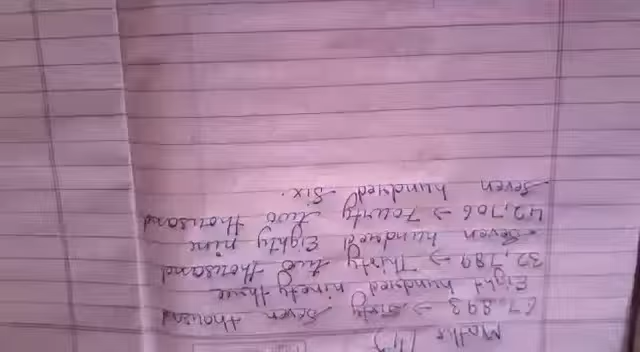 Maths
67,893 → Sixty Seven thousand
Eight hundred ninety three
32,789 → Thirty two thousand
Seven hundred Eighty nine
42,706 → Fourty two thousand
Seven hundred Six.